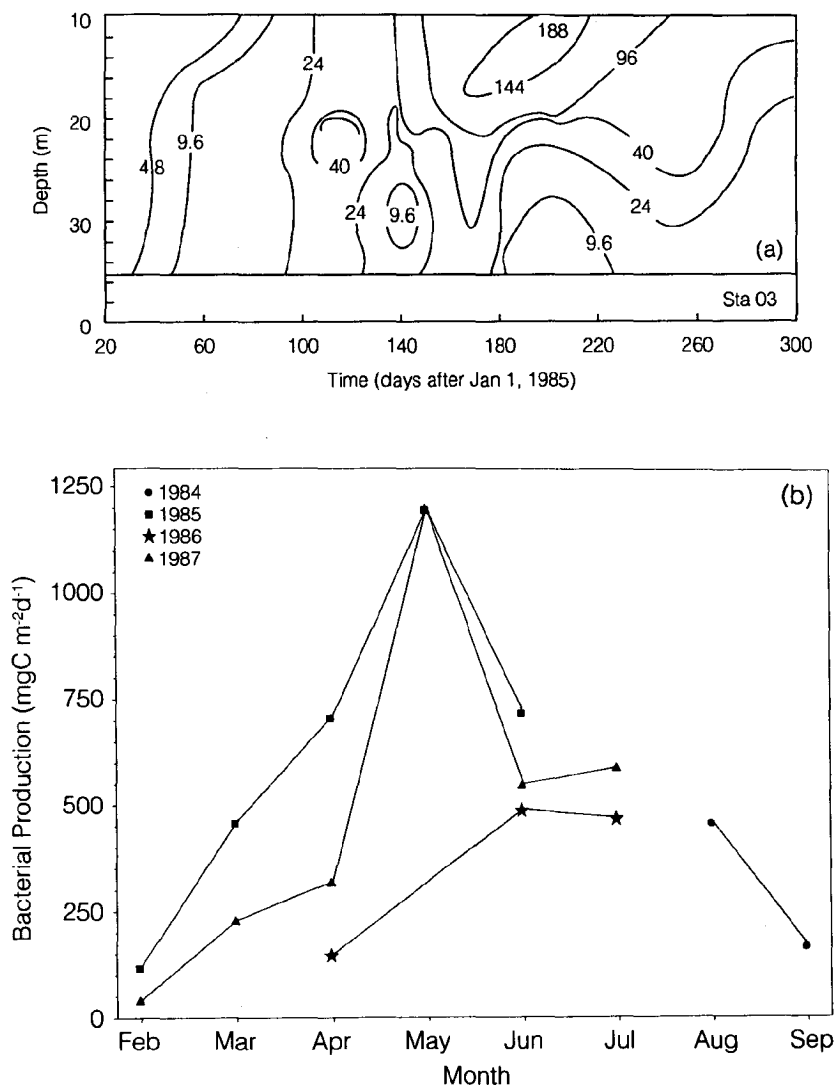 10
188
24
96
144
20
9.6
4.8
40
40
Depth (m)
24
9.6
24
30
9.6
(a)
Sta 03
0
20 60 100 140 180 220 260 300
Time (days after Jan 1, 1985)
(b)
1984
1985
1986
1987
1250
1000
750
500
250
0
Bacterial Production (mgC m-2d-1)
Feb Mar Apr May Jun Jul Aug Sep
Month